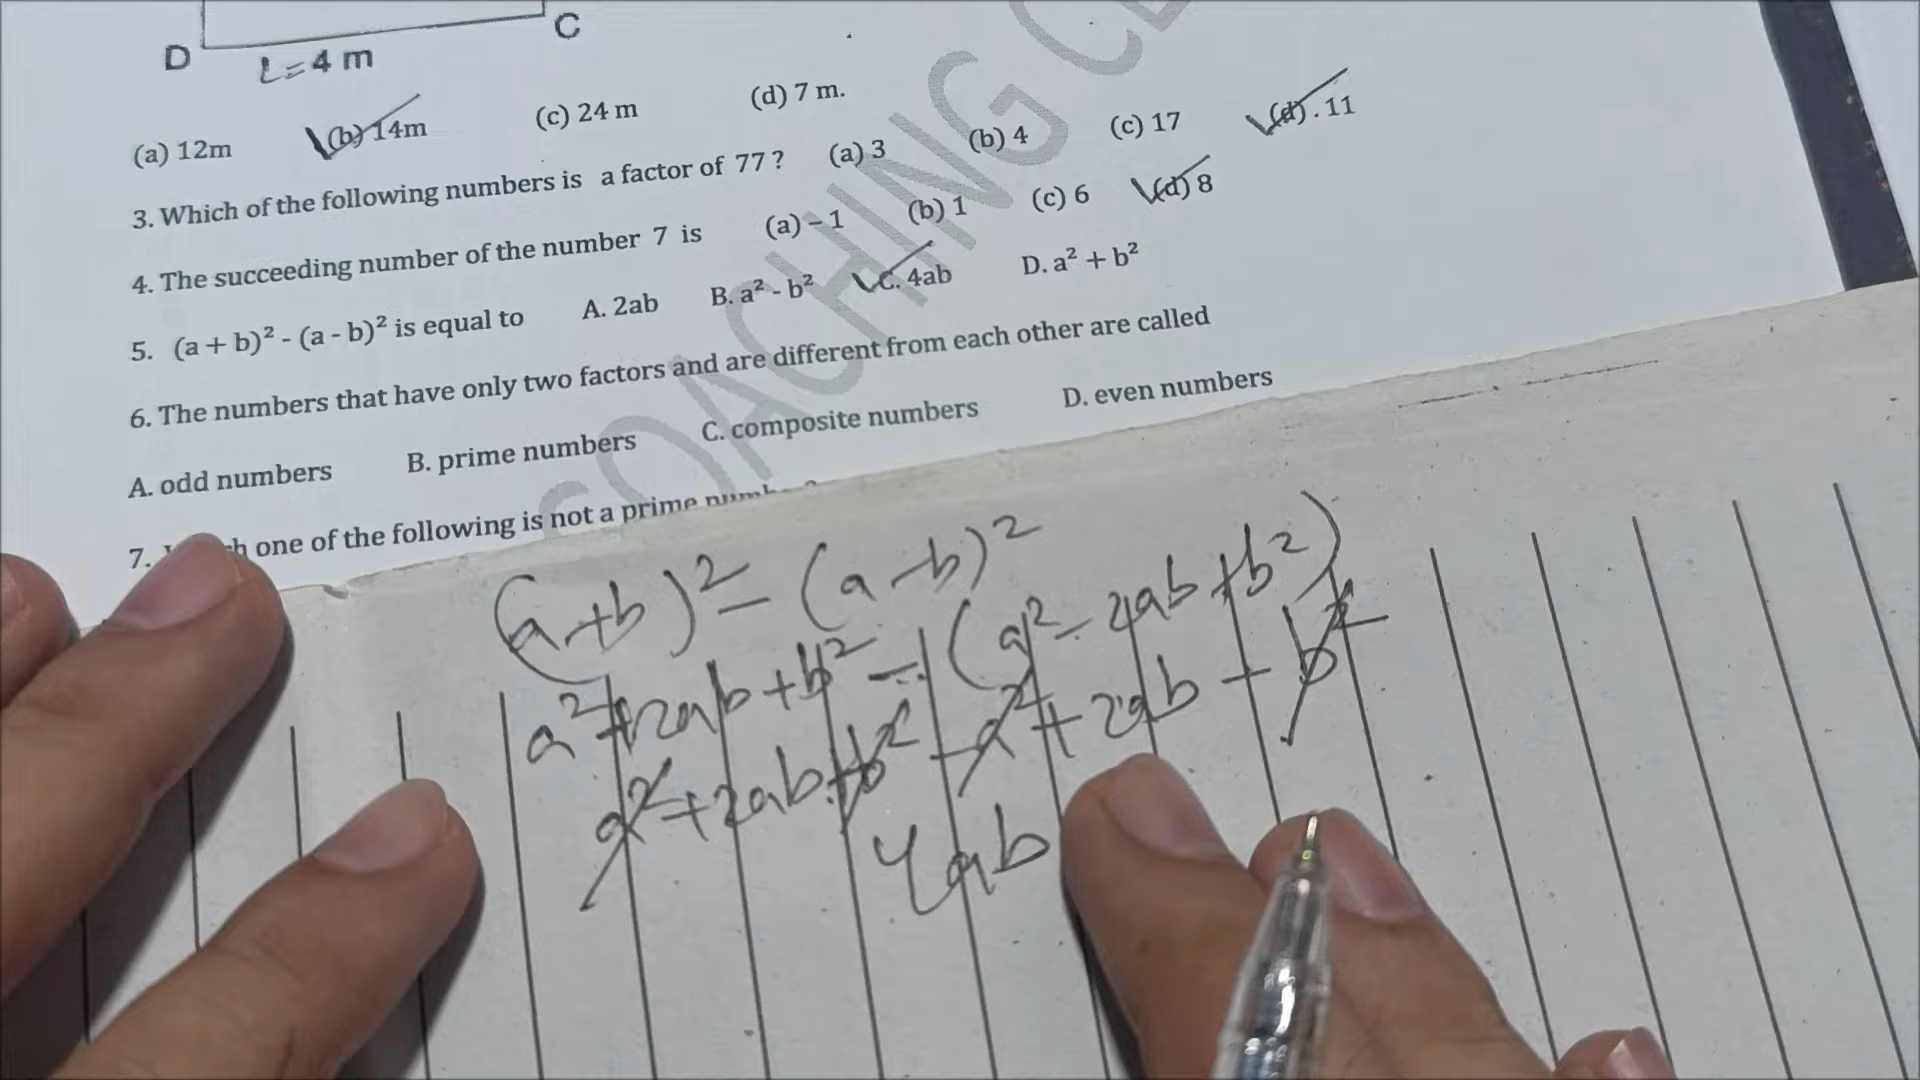 D C
L = 4 m
(a) 12m (b) 14m (c) 24 m (d) 7 m.
3. Which of the following numbers is a factor of 77 ? (a) 3 (b) 4 (c) 17 (d). 11
4. The succeeding number of the number 7 is (a) – 1 (b) 1 (c) 6 (d) 8
5. (a + b)² - (a - b)² is equal to A. 2ab B. a² - b² C. 4ab D. a² + b²
6. The numbers that have only two factors and are different from each other are called
A. odd numbers B. prime numbers C. composite numbers D. even numbers
7. one of the following is not a prime
COACHING
(a+b)² – (a–b)²
a²+2ab+b² – (a²–2ab+b²)
a²+2ab+b² –a²+2ab – b²
4ab